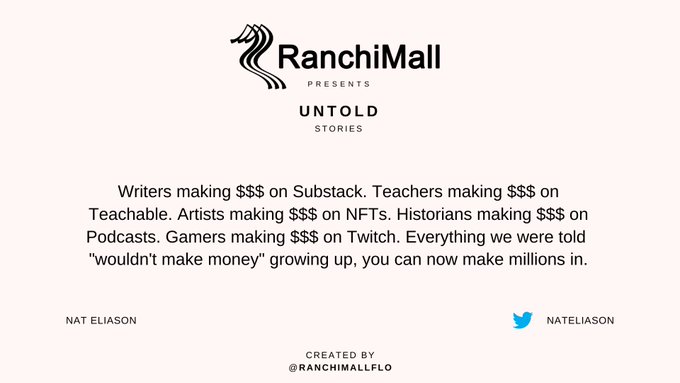 RanchiMall
PRESENTS
UNTOLD
STORIES
Writers making $$$ on Substack. Teachers making $$$ on
Teachable. Artists making $$$ on NFTs. Historians making $$$ on
Podcasts. Gamers making $$$ on Twitch. Everything we were told
"wouldn't make money" growing up, you can now make millions in.
NAT ELIASON
NATELIASON
CREATED BY
@RANCHIMALLFLO